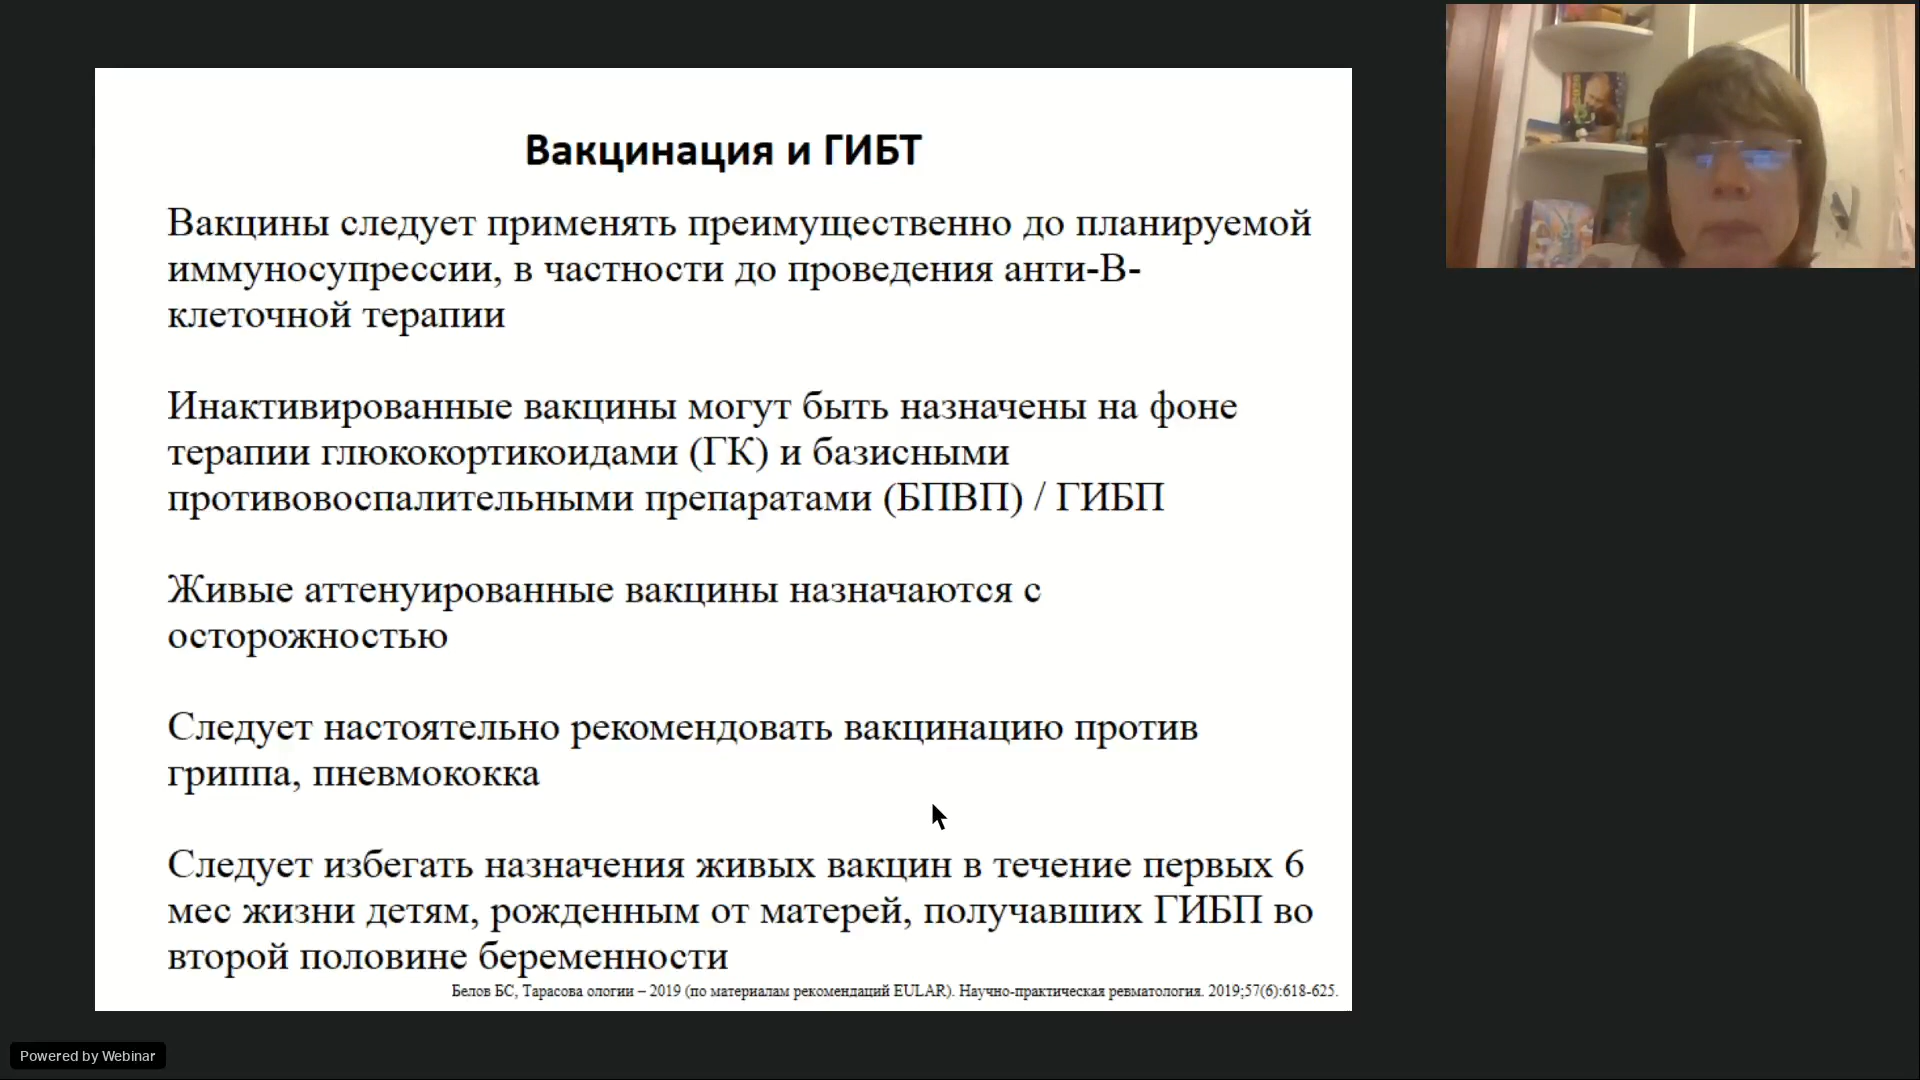 Вакцинация и ГИБТ
Вакцины следует применять преимущественно до планируемой
иммуносупрессии, в частности до проведения анти-В-
клеточной терапии
Инактивированные вакцины могут быть назначены на фоне
терапии глюкокортикоидами (ГК) и базисными
противовоспалительными препаратами (БПВП) / ГИБП
Живые аттенуированные вакцины назначаются с
осторожностью
Следует настоятельно рекомендовать вакцинацию против
гриппа, пневмококка
Следует избегать назначения живых вакцин в течение первых 6
мес жизни детям, рожденным от матерей, получавших ГИБП во
второй половине беременности
Белов БС, Тарасова ологии – 2019 (по материалам рекомендаций EULAR). Научно-практическая ревматология. 2019;57(6):618-625.
Powered by Webinar